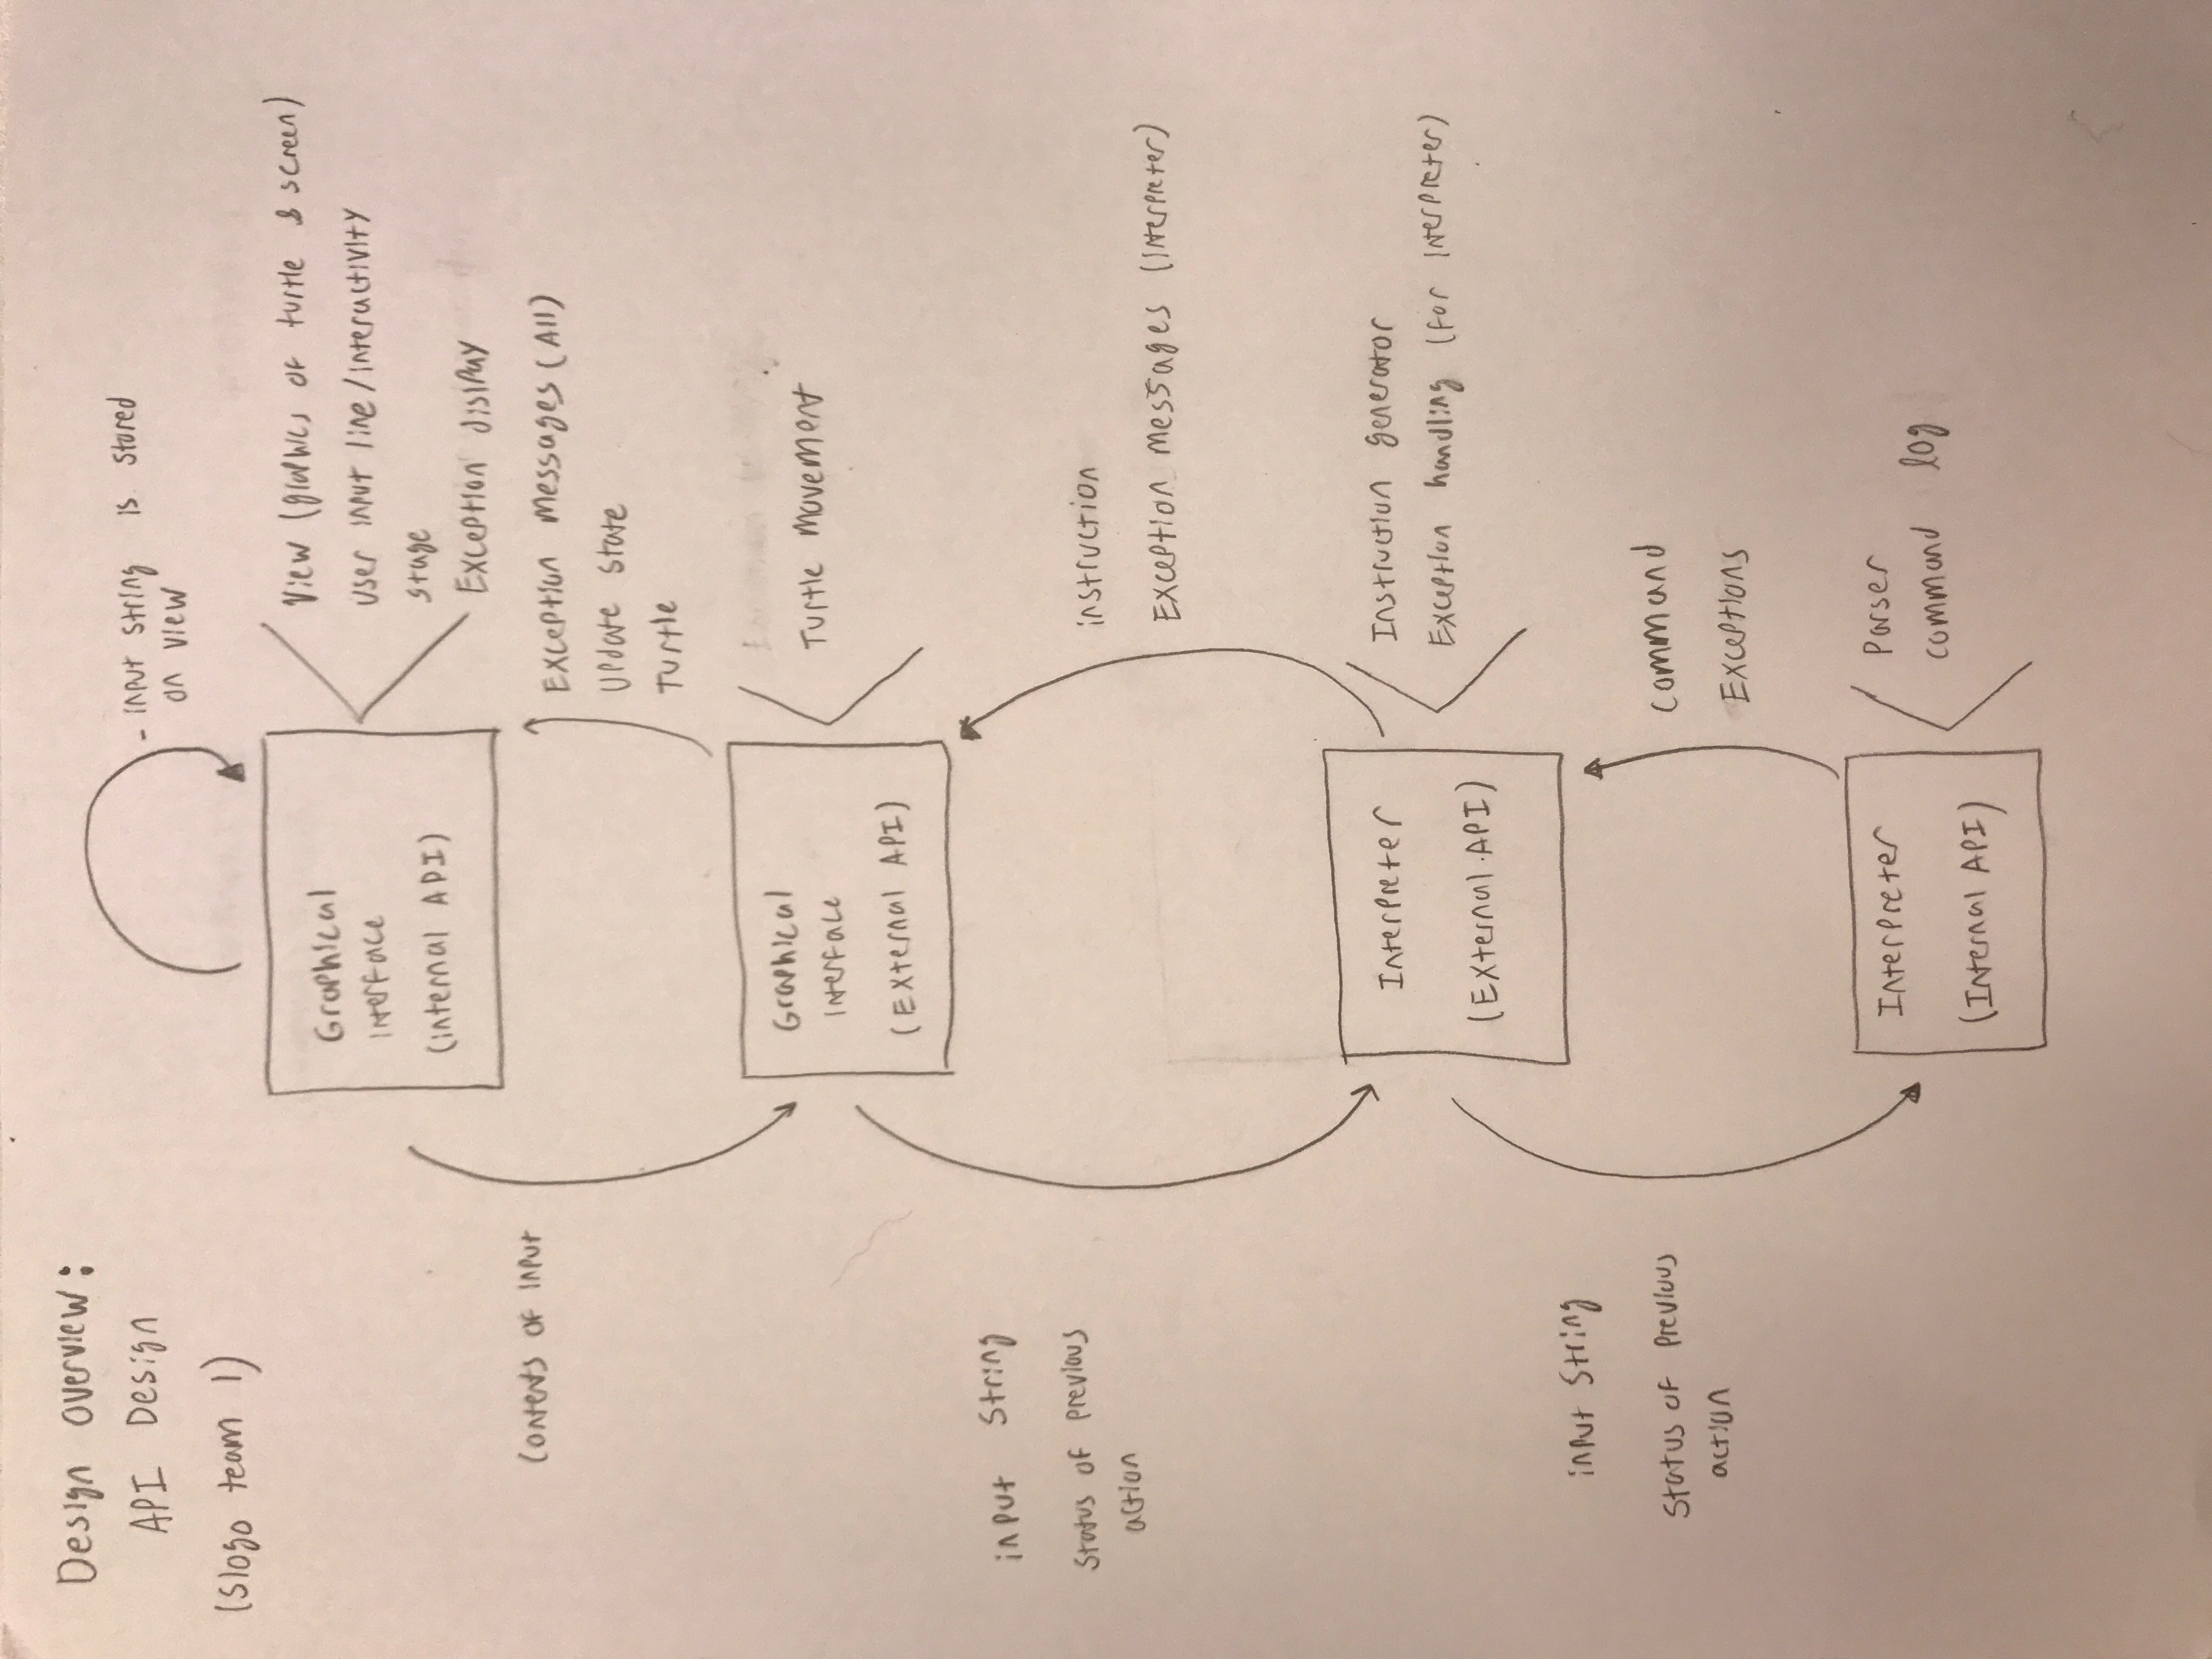 Design overview:
API Design
(Slogo team 1)
- input string is stored
on view
Graphical
interface
(internal API)
View (graphics of turtle & screen)
user input line/interactivity
stage
Exception display
Contents of input
Exception messages (All)
Update state
Turtle
Graphical
interface
(External API)
Turtle movement
input String
Status of previous
action
instruction
Exception messages (interpreter)
Interpreter
(External API)
Instruction generator
Exception handling (for interpreter)
input String
Status of previous
action
Command
Exceptions
Interpreter
(Internal API)
Parser
command log